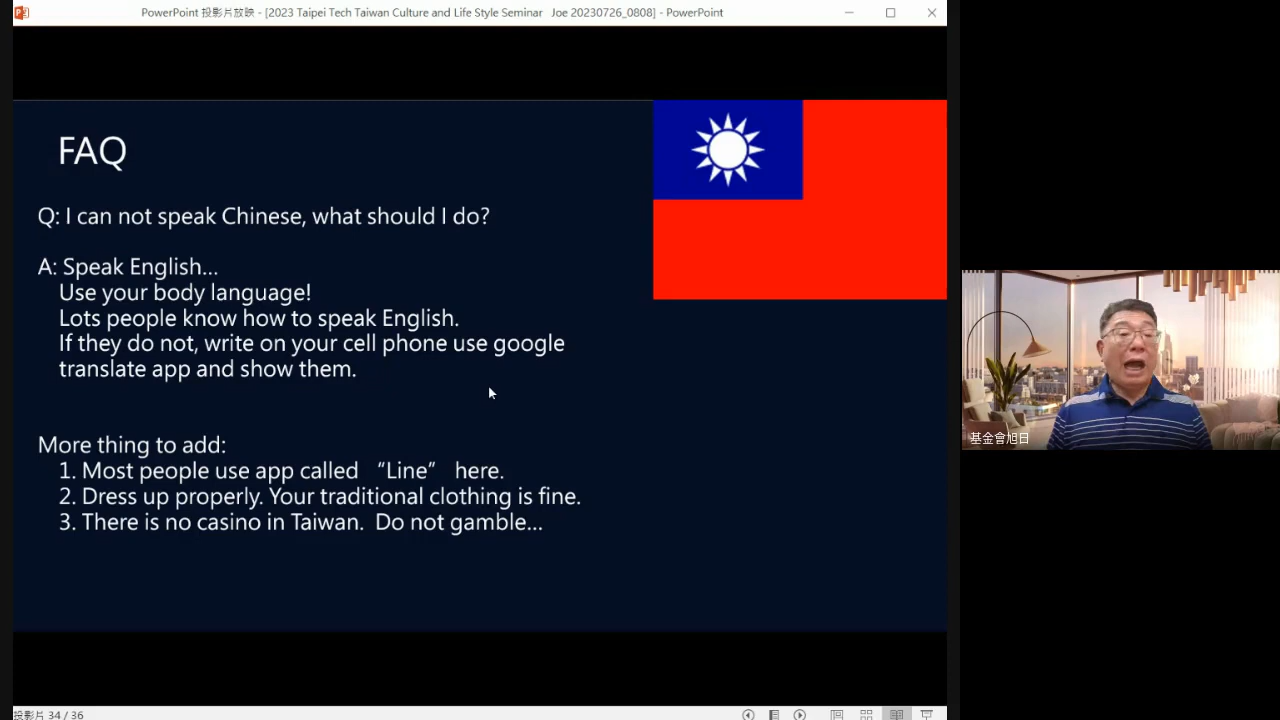 PowerPoint 投影片放映 - [2023 Taipei Tech Taiwan Culture and Life Style Seminar Joe 20230726_0808] - PowerPoint
FAQ
Q: I can not speak Chinese, what should I do?
A: Speak English...
Use your body language!
Lots people know how to speak English.
If they do not, write on your cell phone use google
translate app and show them.
More thing to add:
1. Most people use app called “Line” here.
2. Dress up properly. Your traditional clothing is fine.
3. There is no casino in Taiwan. Do not gamble...
基金會旭日
投影片 34 / 36